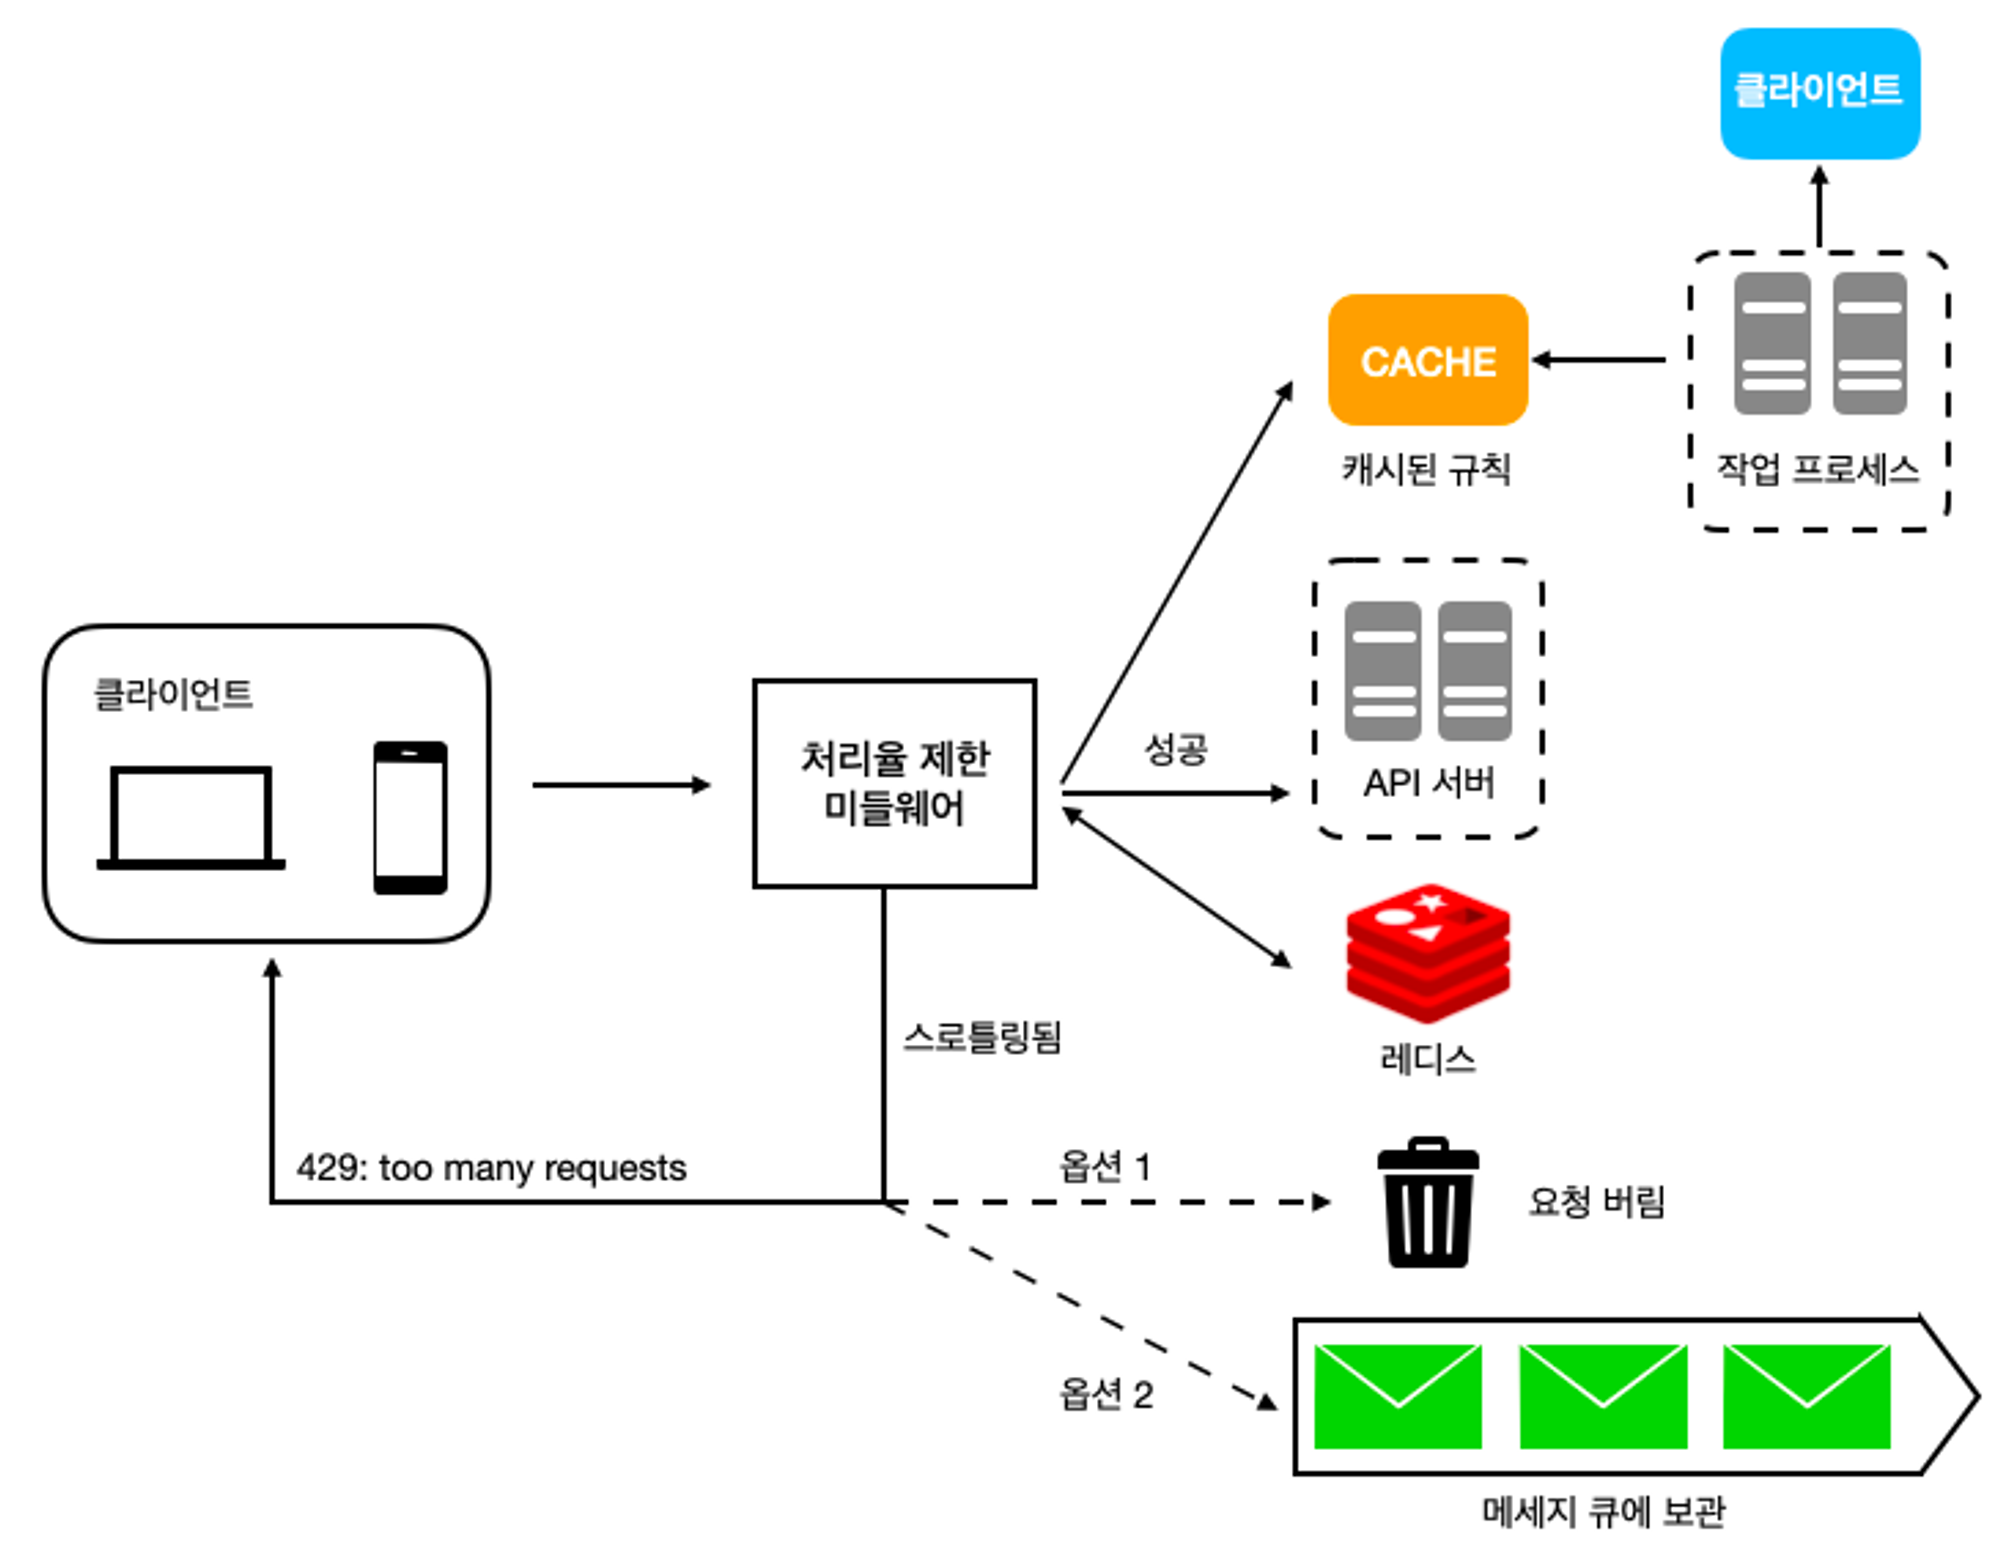 클라이언트
CACHE
캐시된 규칙
작업 프로세스
클라이언트
처리율 제한
미들웨어
성공
API 서버
레디스
스로틀링됨
429: too many requests
옵션 1
요청 버림
옵션 2
메세지 큐에 보관